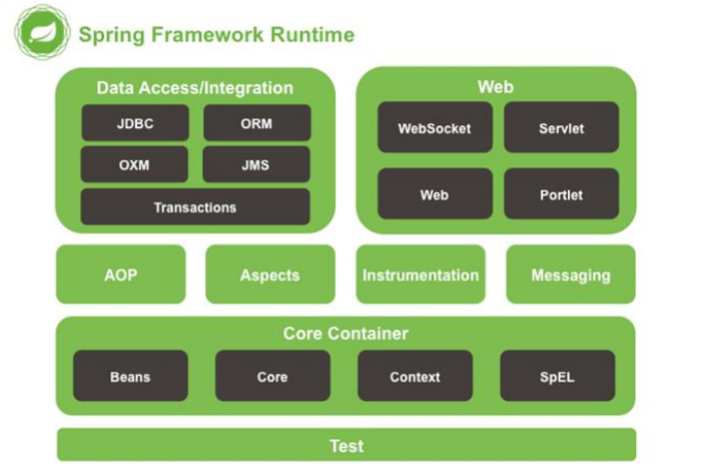 Spring Framework Runtime
Data Access/Integration
JDBC
ORM
OXM
JMS
Transactions
Web
WebSocket
Servlet
Web
Portlet
AOP
Aspects
Instrumentation
Messaging
Core Container
Beans
Core
Context
SpEL
Test